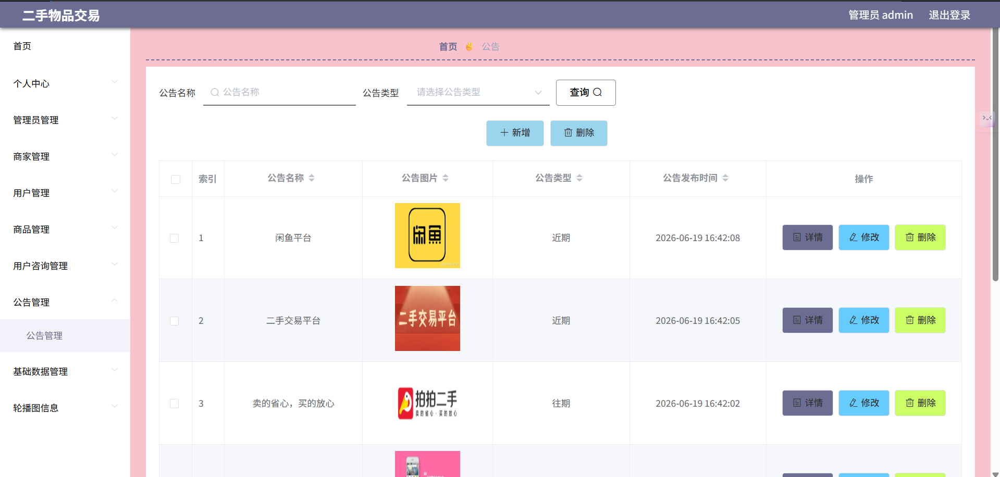 二手物品交易
管理员 admin 退出登录
首页
个人中心
管理员管理
商家管理
用户管理
商品管理
用户咨询管理
公告管理
公告管理
基础数据管理
轮播图信息
首页 公告
公告名称 公告名称 公告类型 请选择公告类型 查询
新增 删除
索引 公告名称 公告图片 公告类型 公告发布时间 操作
闲鱼
1 闲鱼平台 近期 2026-06-19 16:42:08 详情 修改 删除
二手交易平台
2 二手交易平台 近期 2026-06-19 16:42:05 详情 修改 删除
拍拍二手
卖的省心·买的放心
3 卖的省心，买的放心 往期 2026-06-19 16:42:02 详情 修改 删除